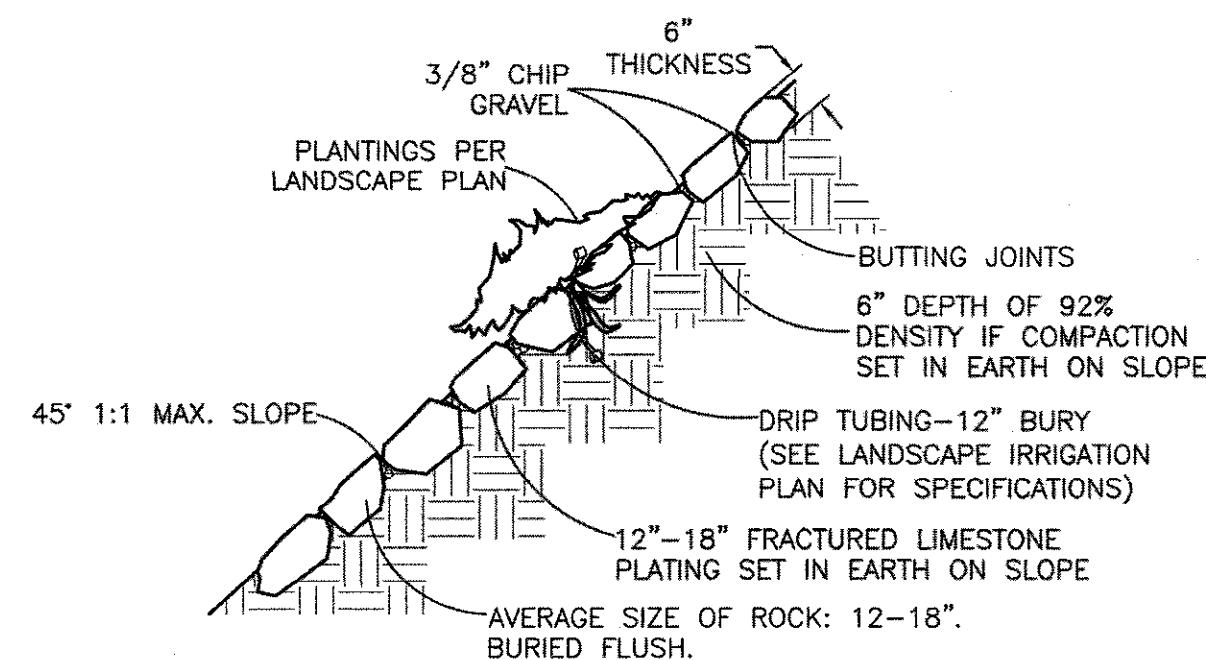 6"
THICKNESS
3/8" CHIP
GRAVEL
PLANTINGS PER
LANDSCAPE PLAN
BUTTING JOINTS
6" DEPTH OF 92%
DENSITY IF COMPACTION
SET IN EARTH ON SLOPE
45° 1:1 MAX. SLOPE
DRIP TUBING-12" BURY
(SEE LANDSCAPE IRRIGATION
PLAN FOR SPECIFICATIONS)
12"-18" FRACTURED LIMESTONE
PLATING SET IN EARTH ON SLOPE
AVERAGE SIZE OF ROCK: 12-18".
BURIED FLUSH.